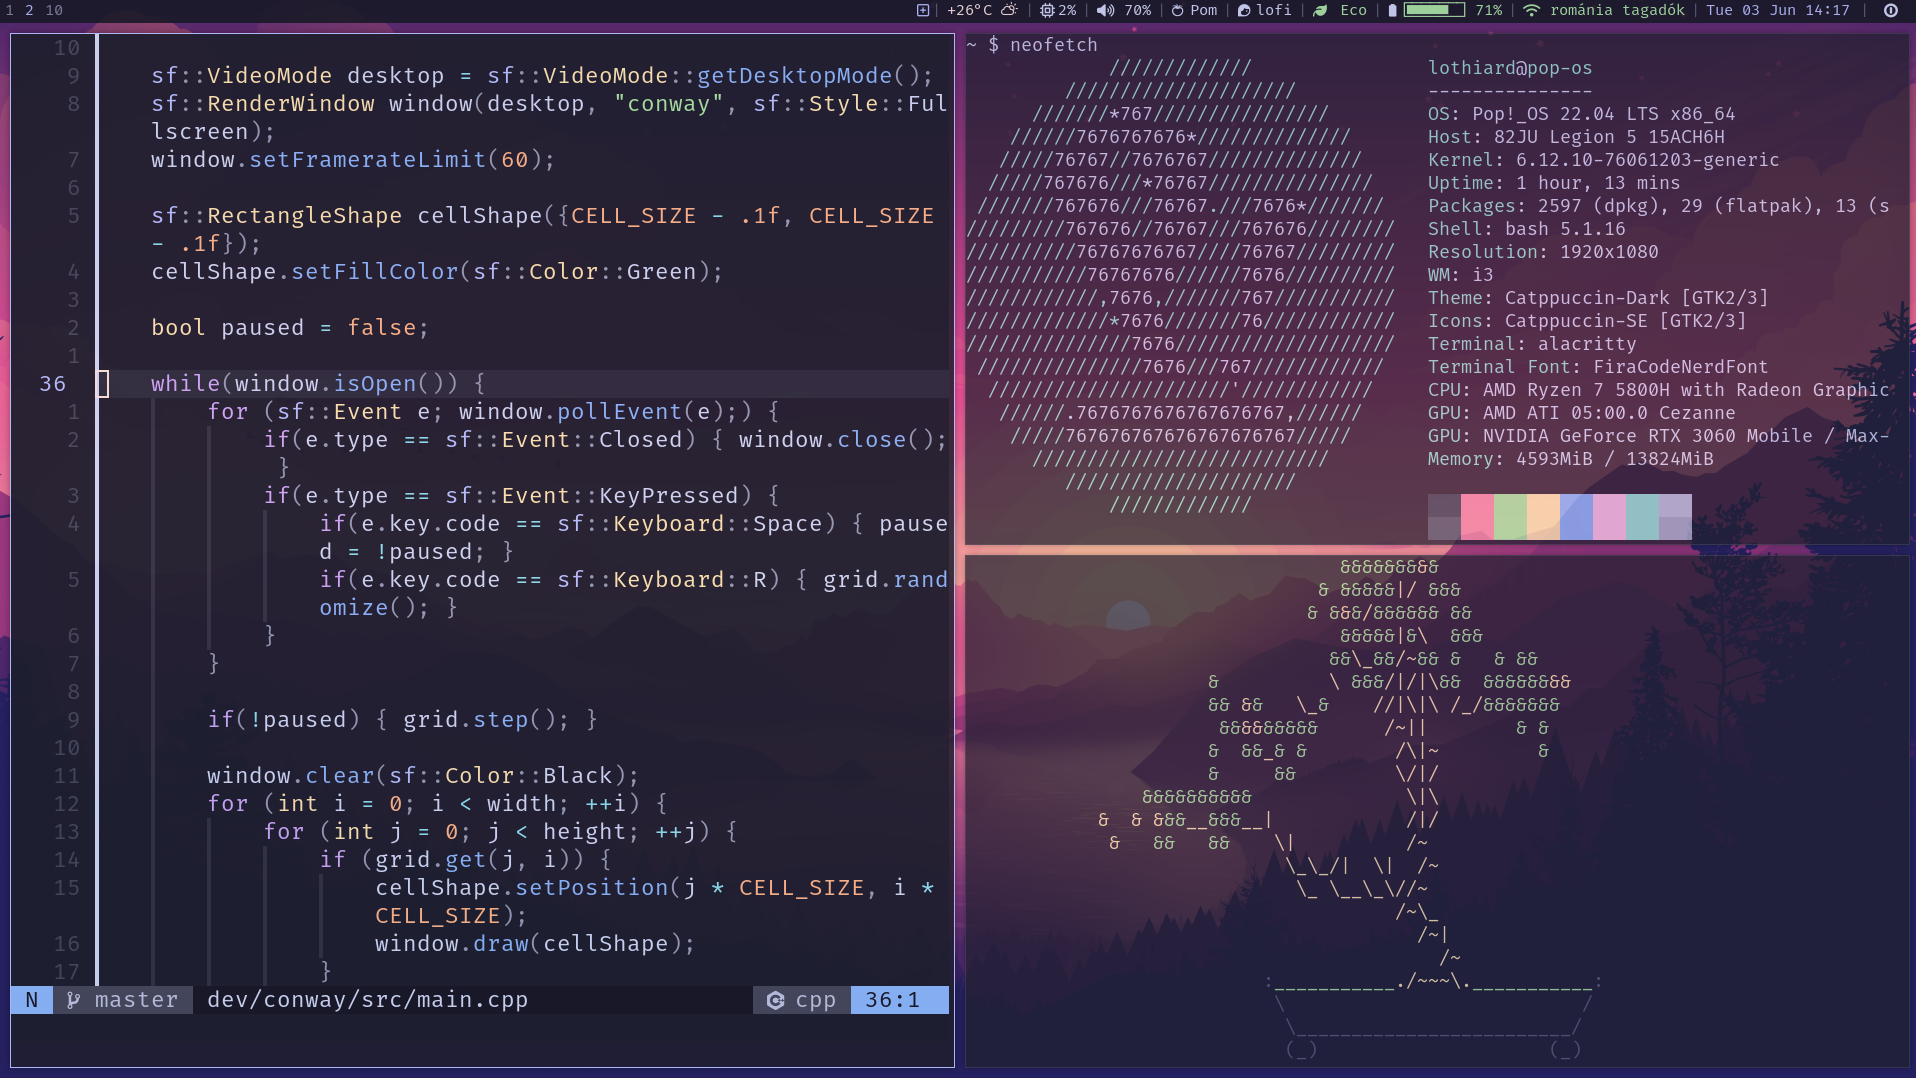 1 2 10
+26°C 2% 70% Pom lofi Eco 71% románia tagadók Tue 03 Jun 14:17
10
9 sf::VideoMode desktop = sf::VideoMode::getDesktopMode();
8 sf::RenderWindow window(desktop, "conway", sf::Style::Ful
lscreen);
7 window.setFramerateLimit(60);
6
5 sf::RectangleShape cellShape({CELL_SIZE - .1f, CELL_SIZE
- .1f});
4 cellShape.setFillColor(sf::Color::Green);
3
2 bool paused = false;
1
36 while(window.isOpen()) {
1 for (sf::Event e; window.pollEvent(e);) {
2 if(e.type == sf::Event::Closed) { window.close();
}
3 if(e.type == sf::Event::KeyPressed) {
4 if(e.key.code == sf::Keyboard::Space) { pause
d = !paused; }
5 if(e.key.code == sf::Keyboard::R) { grid.rand
omize(); }
6 }
7 }
8
9 if(!paused) { grid.step(); }
10
11 window.clear(sf::Color::Black);
12 for (int i = 0; i < width; ++i) {
13 for (int j = 0; j < height; ++j) {
14 if (grid.get(j, i)) {
15 cellShape.setPosition(j * CELL_SIZE, i *
CELL_SIZE);
16 window.draw(cellShape);
17 }
N master dev/conway/src/main.cpp cpp 36:1
~ $ neofetch
lothiard@pop-os
---------------
OS: Pop!_OS 22.04 LTS x86_64
Host: 82JU Legion 5 15ACH6H
Kernel: 6.12.10-76061203-generic
Uptime: 1 hour, 13 mins
Packages: 2597 (dpkg), 29 (flatpak), 13 (s
Shell: bash 5.1.16
Resolution: 1920x1080
WM: i3
Theme: Catppuccin-Dark [GTK2/3]
Icons: Catppuccin-SE [GTK2/3]
Terminal: alacritty
Terminal Font: FiraCodeNerdFont
CPU: AMD Ryzen 7 5800H with Radeon Graphic
GPU: AMD ATI 05:00.0 Cezanne
GPU: NVIDIA GeForce RTX 3060 Mobile / Max-
Memory: 4593MiB / 13824MiB